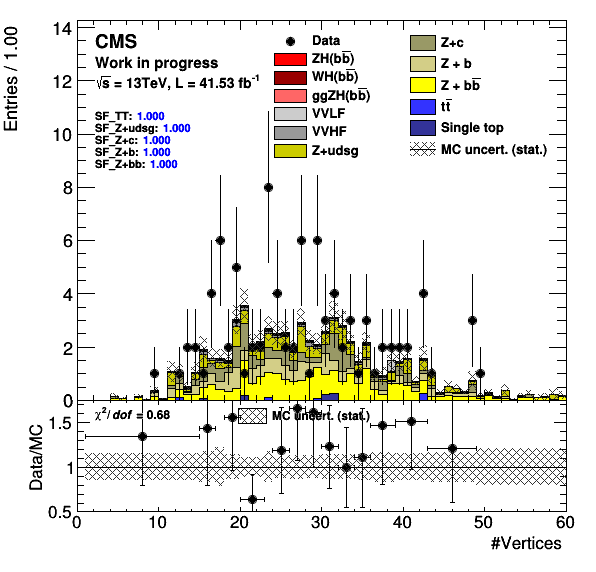 CMS
Work in progress
√s = 13TeV, L = 41.53 fb⁻¹
SF_TT: 1.000
SF_Z+udsg: 1.000
SF_Z+c: 1.000
SF_Z+b: 1.000
SF_Z+bb: 1.000
Data
ZH(bb̅)
WH(bb̅)
ggZH(bb̅)
VVLF
VVHF
Z+udsg
Z+c
Z + b
Z + bb̅
tt̅
Single top
MC uncert. (stat.)
Entries / 1.00
14
12
10
8
6
4
2
0
χ²/dof = 0.68
MC uncert. (stat.)
Data/MC
1.5
1
0.5
0 10 20 30 40 50 60
#Vertices